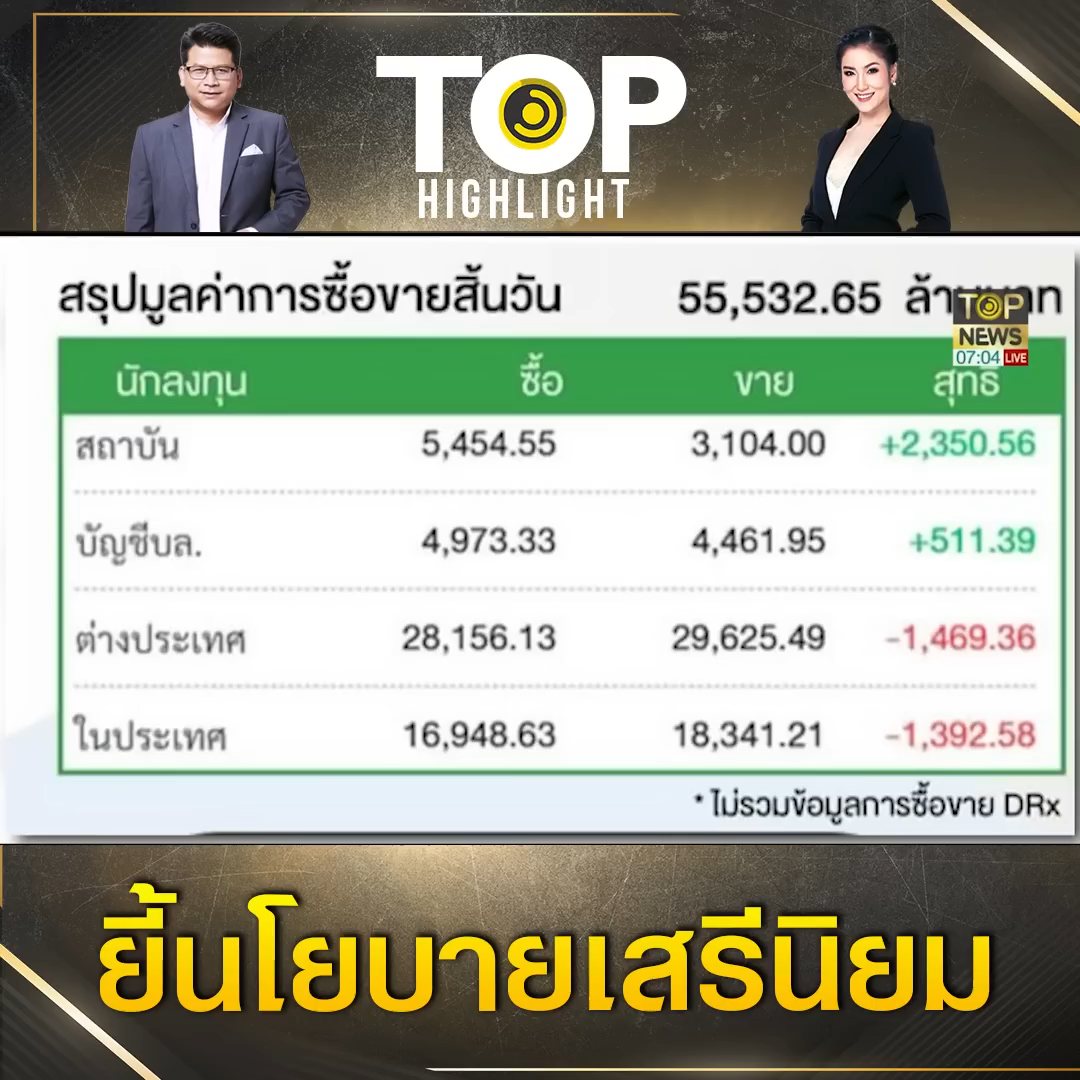 TOP
HIGHLIGHT
สรุปมูลค่าการซื้อขายสิ้นวัน 55,532.65
TOP
NEWS
07:04 LIVE
นักลงทุน ซื้อ ขาย สุทธิ
สถาบัน 5,454.55 3,104.00 +2,350.56
บัญชีบล. 4,973.33 4,461.95 +511.39
ต่างประเทศ 28,156.13 29,625.49 -1,469.36
ในประเทศ 16,948.63 18,341.21 -1,392.58
* ไม่รวมข้อมูลการซื้อขาย DRx
ยี้นโยบายเสรีนิยม